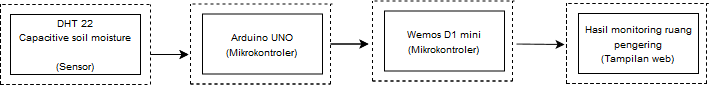 DHT 22
Capacitive soil moisture
(Sensor)
Arduino UNO
(Mikrokontroler)
Wemos D1 mini
(Mikrokontroler)
Hasil monitoring ruang
pengering
(Tampilan web)